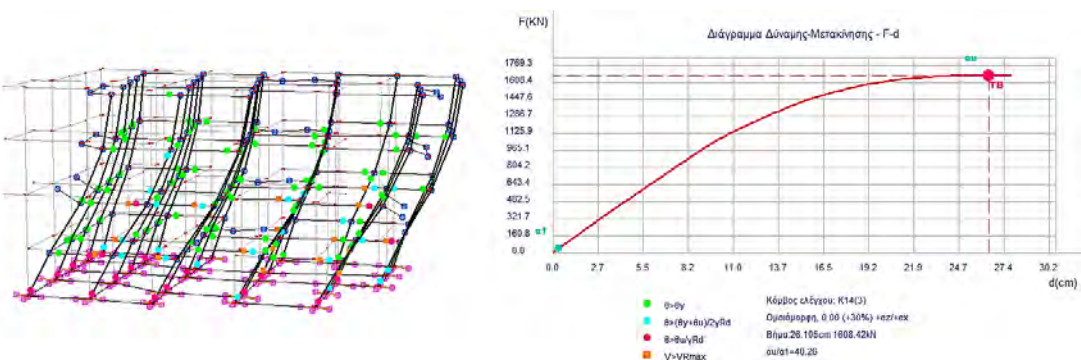 F(KN)
Διάγραμμα Δύναμης-Μετακίνησης - F-d
αu
1769.3
1608.4
TB
1447.6
1286.7
1125.9
965.1
804.2
643.4
482.5
321.7
160.8
α1
0.0
0.0 2.7 5.5 8.2 11.0 13.7 16.5 19.2 21.9 24.7 27.4 30.2
d(cm)
θ>θy
θ>(θy+θu)/2γRd
θ>θu/γRd
V>VRmax
Κόμβος ελέγχου: K14(3)
Ομοιόμορφη, 0.00 (+30%) +ez/+ex
Βήμα:26.105cm 1608.42kN
αu/α1=40.26